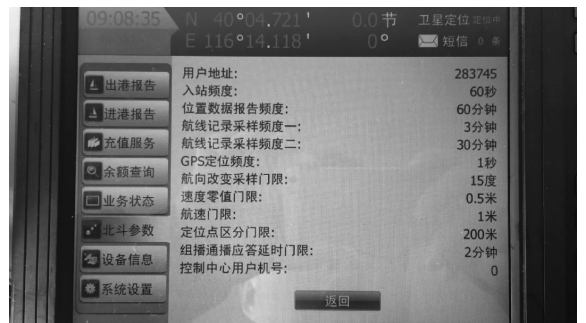 09:08:35 N 40°04.721' 0.0节 卫星定位 定位中
E 116°14.118' 0° 短信 0 条
出港报告
进港报告
充值服务
余额查询
业务状态
北斗参数
设备信息
系统设置
用户地址: 283745
入站频度: 60秒
位置数据报告频度: 60分钟
航线记录采样频度一: 3分钟
航线记录采样频度二: 30分钟
GPS定位频度: 1秒
航向改变采样门限: 15度
速度零值门限: 0.5米
航速门限: 1米
定位点区分门限: 200米
组播通播应答延时门限: 2分钟
控制中心用户机号: 0
返回